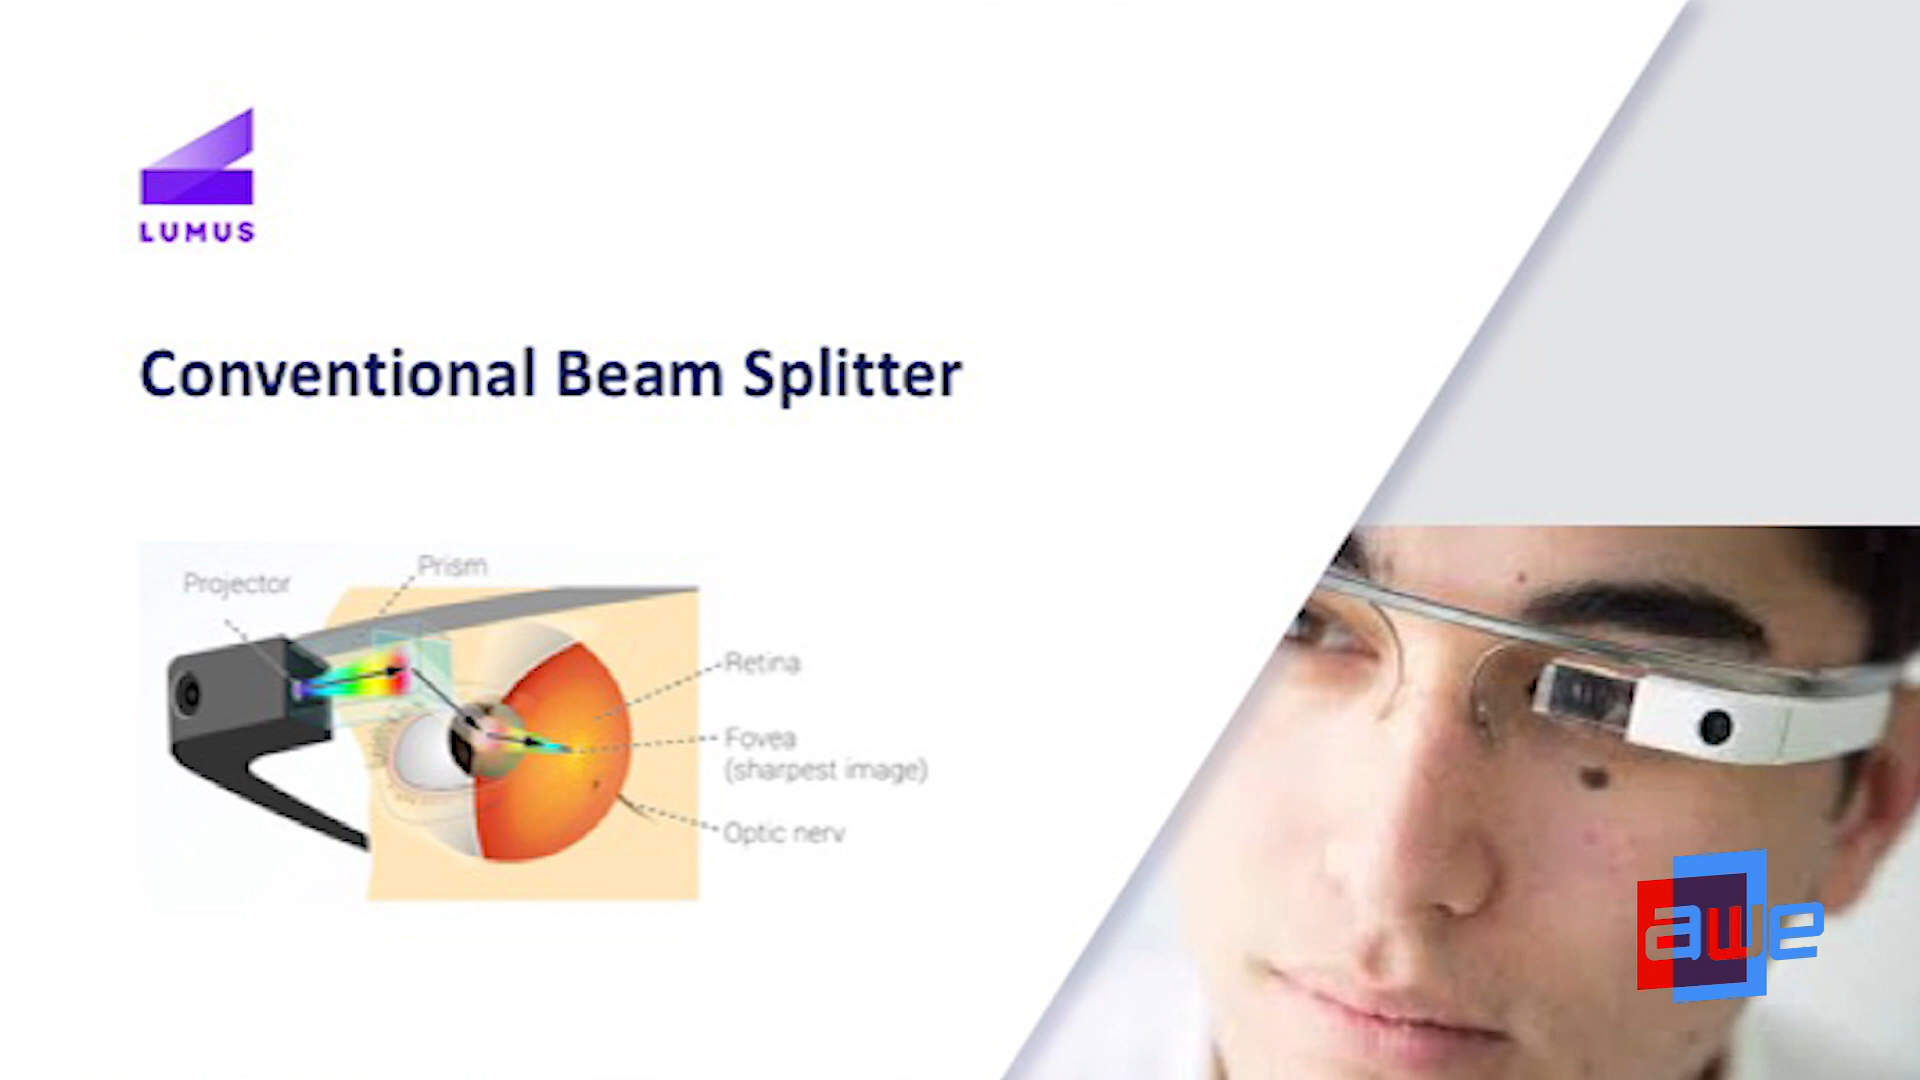 LUMUS
Conventional Beam Splitter
Projector
Prism
Retina
Fovea
(sharpest image)
Optic nerv
awe